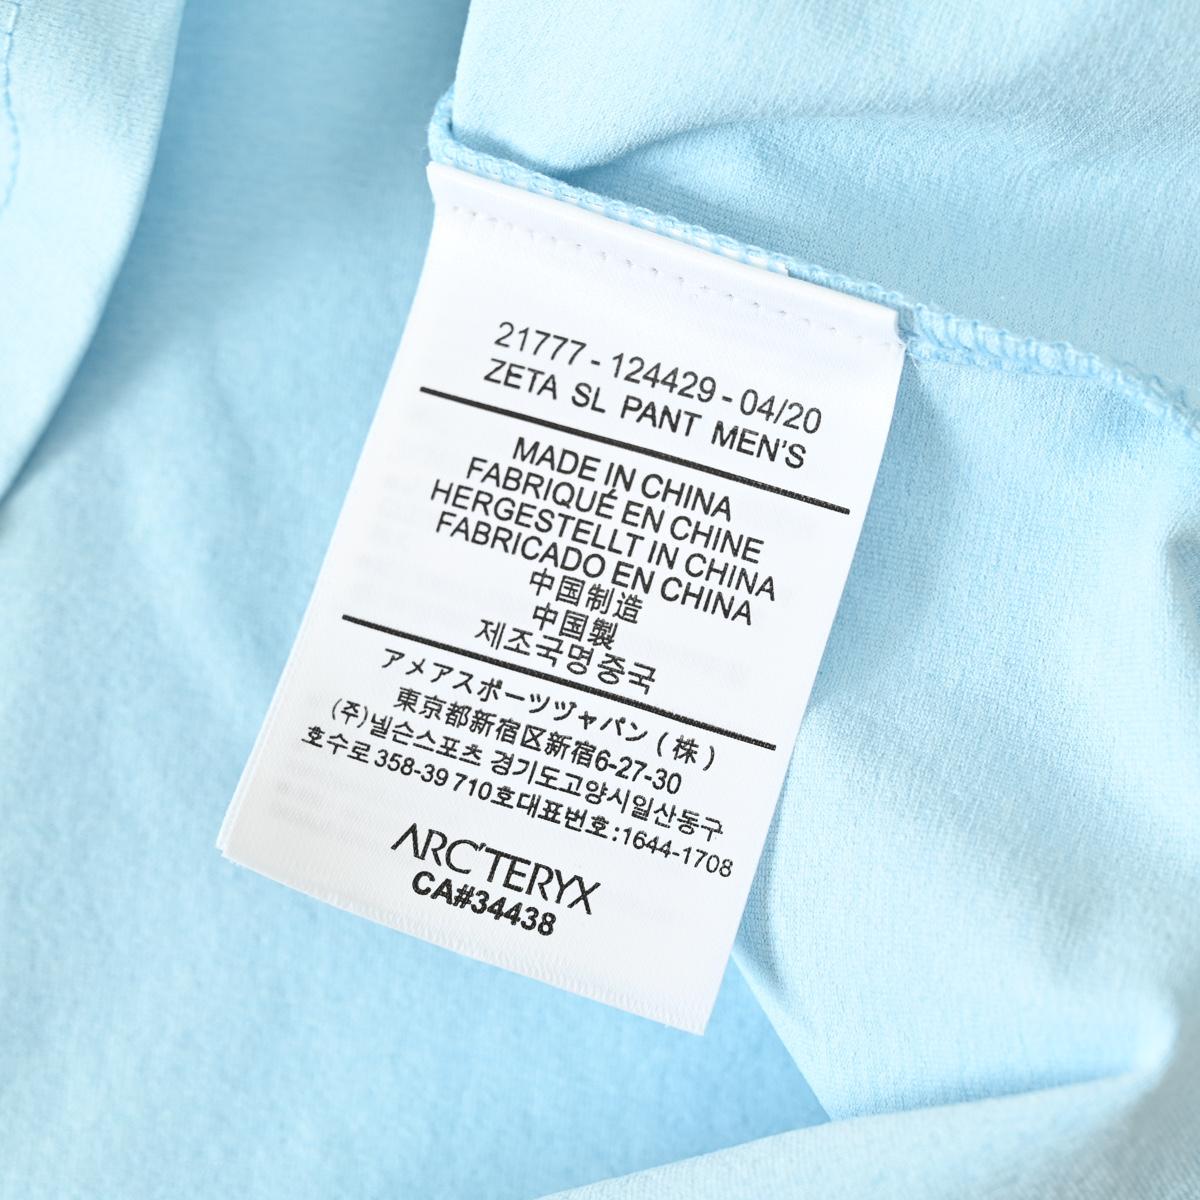 21777 - 124429 - 04/20
ZETA SL PANT MEN'S
MADE IN CHINA
FABRIQUÉ EN CHINE
HERGESTELLT IN CHINA
FABRICADO EN CHINA
中国制造
中国製
제조국명 중국
アメアスポーツヅャパン ( 株 )
東京都新宿区新宿6-27-30
(주)넬슨스포츠 경기도고양시일산동구
호수로 358-39 710호대표번호:1644-1708
ARC'TERYX
CA#34438